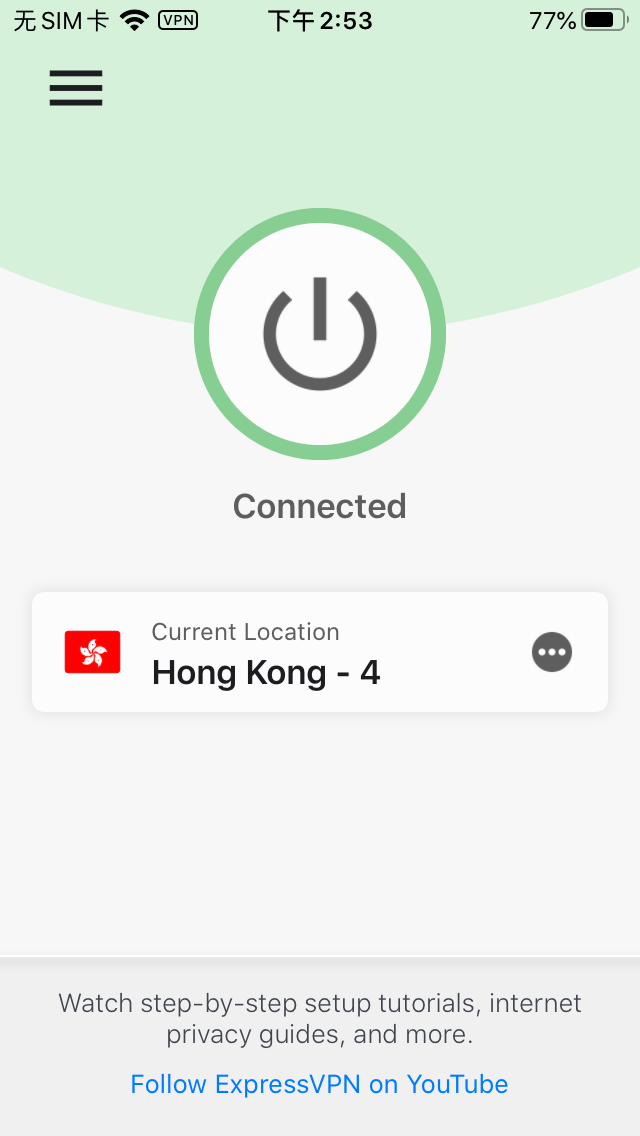 无SIM卡 VPN 下午2:53 77%
Connected
Current Location
Hong Kong - 4
Watch step-by-step setup tutorials, internet
privacy guides, and more.
Follow ExpressVPN on YouTube